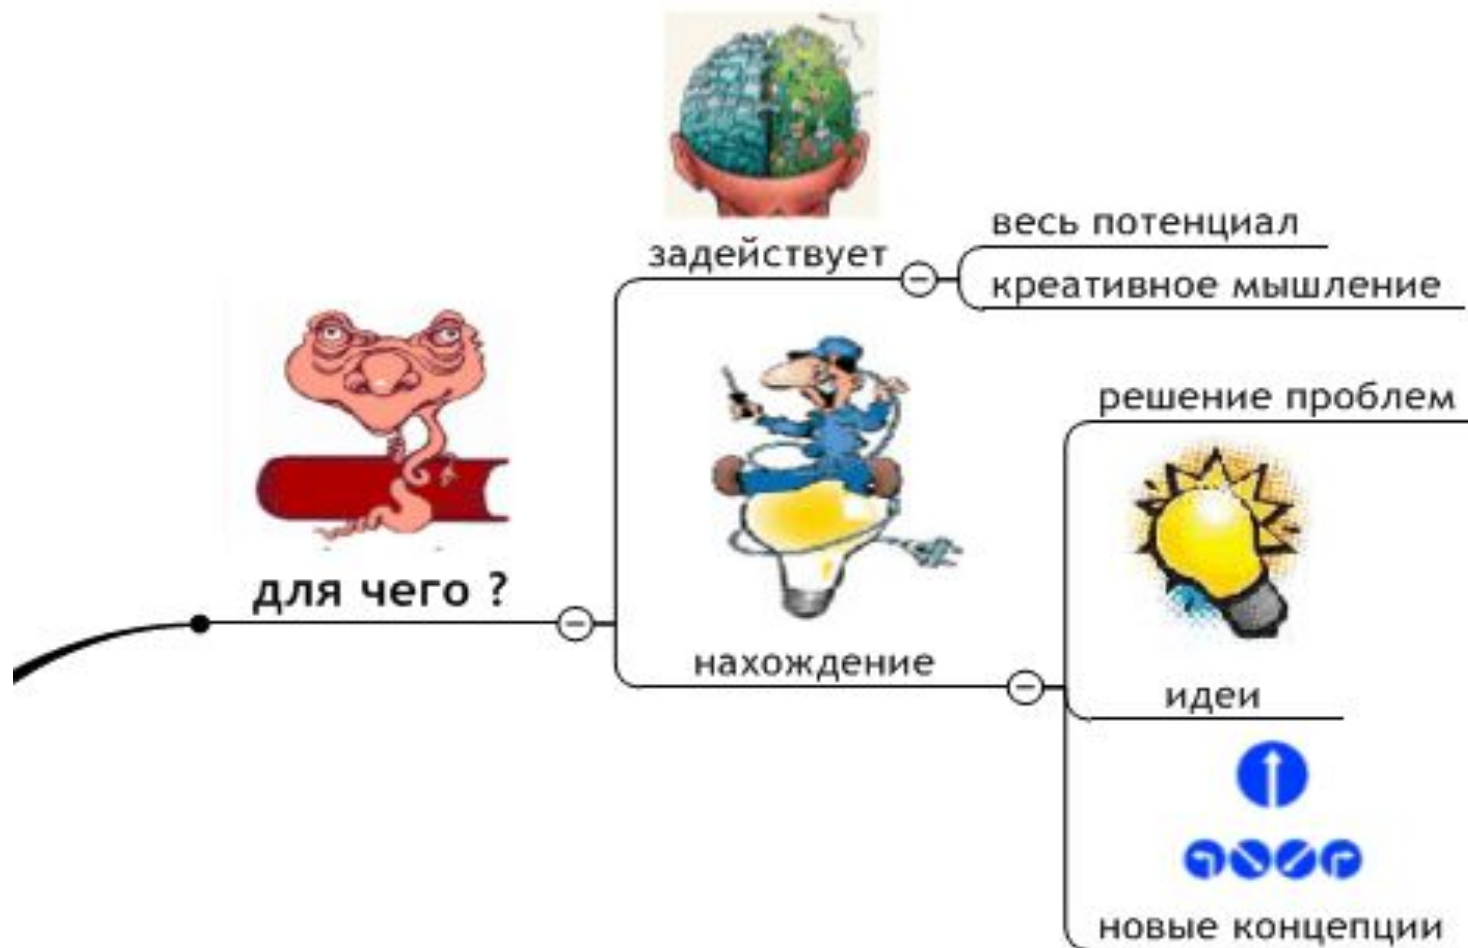 задействует
весь потенциал
креативное мышление
для чего ?
нахождение
решение проблем
идеи
новые концепции